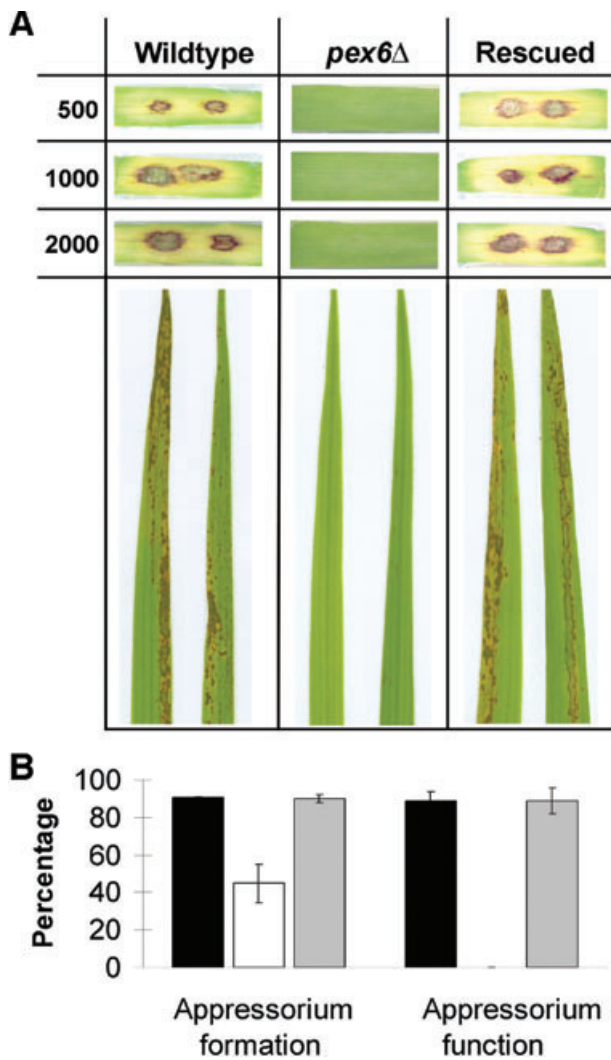 A
Wildtype pex6Δ Rescued
500
1000
2000
B
Percentage
100
80
60
40
20
0
Appressorium formation
Appressorium function